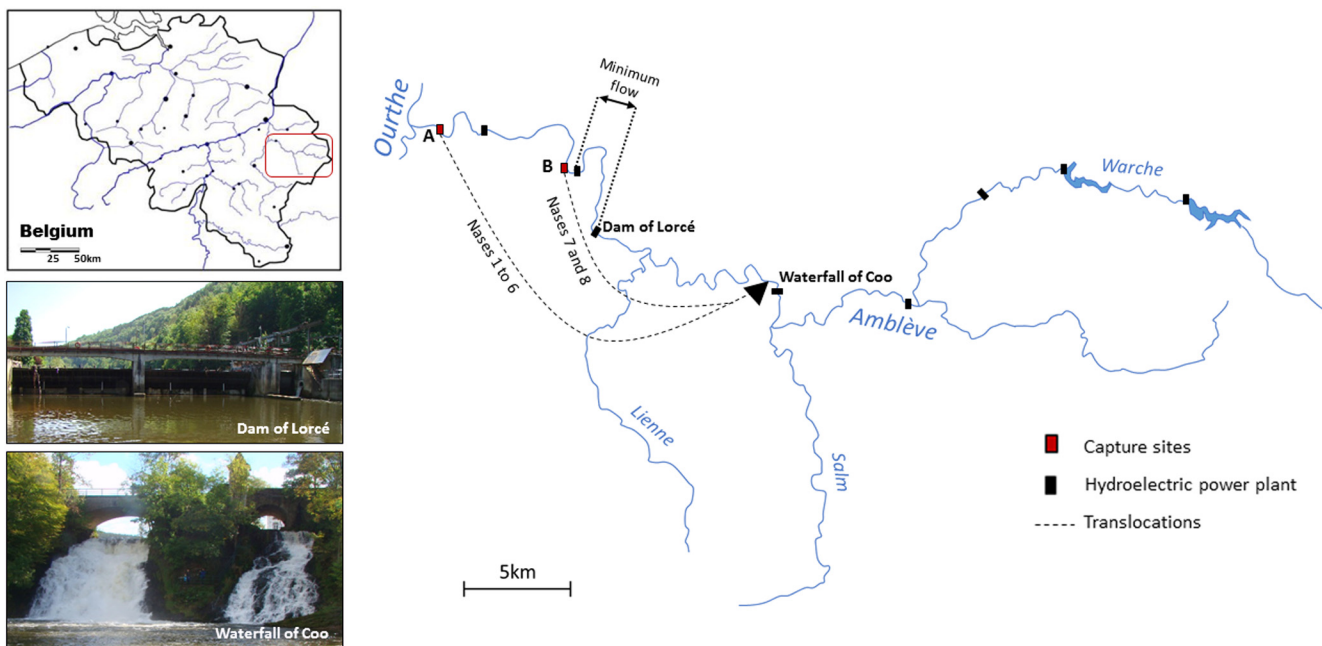 Belgium
25 50km
Dam of Lorcé
Waterfall of Coo
Ourthe
A
B
Minimum
flow
Nases 1 to 6
Nases 7 and 8
Dam of Lorcé
Waterfall of Coo
Amblève
Warche
Lienne
Salm
5km
Capture sites
Hydroelectric power plant
Translocations